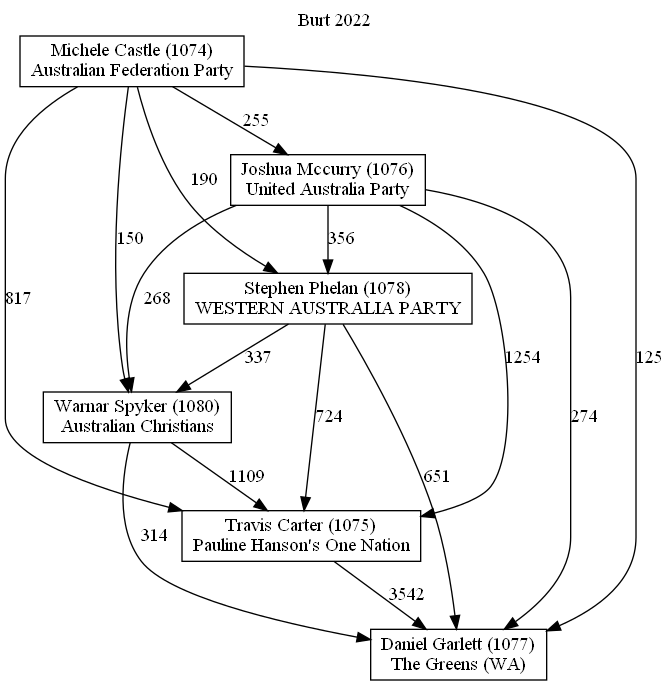 Burt 2022
Michele Castle (1074)
Australian Federation Party
255
Joshua Mccurry (1076)
United Australia Party
190
150
356
268
817
Stephen Phelan (1078)
WESTERN AUSTRALIA PARTY
337
1254
125
Warnar Spyker (1080)
Australian Christians
724
274
1109
651
314
Travis Carter (1075)
Pauline Hanson's One Nation
3542
Daniel Garlett (1077)
The Greens (WA)